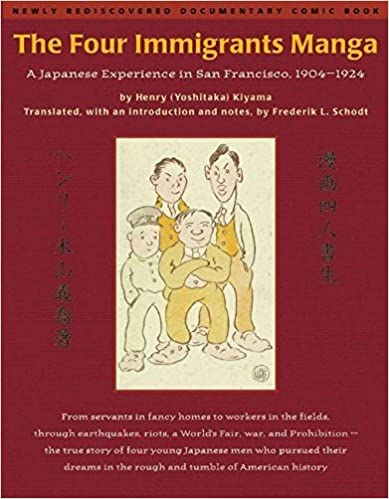 NEWLY REDISCOVERED DOCUMENTARY COMIC BOOK
The Four Immigrants Manga
A Japanese Experience in San Francisco, 1904–1924
by Henry (Yoshitaka) Kiyama
Translated, with an introduction and notes, by Frederik L. Schodt
漫画四人書生
ヘンリー木山義喬著
From servants in fancy homes to workers in the fields,
through earthquakes, riots, a World's Fair, war, and Prohibition—
the true story of four young Japanese men who pursued their
dreams in the rough and tumble of American history